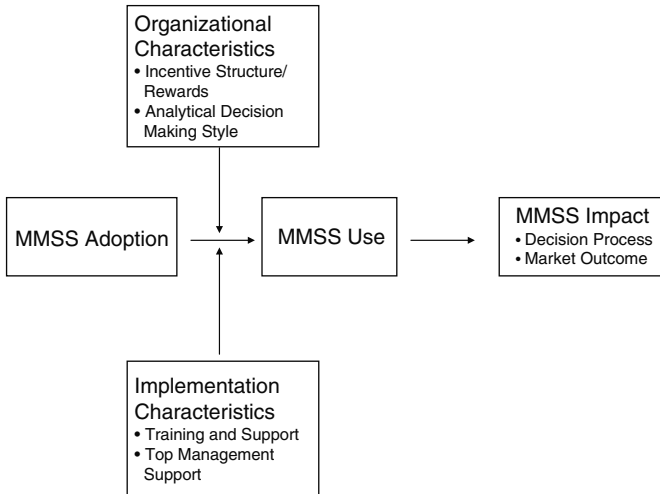 Organizational
Characteristics
• Incentive Structure/
Rewards
• Analytical Decision
Making Style
MMSS Adoption
MMSS Use
MMSS Impact
• Decision Process
• Market Outcome
Implementation
Characteristics
• Training and Support
• Top Management
Support